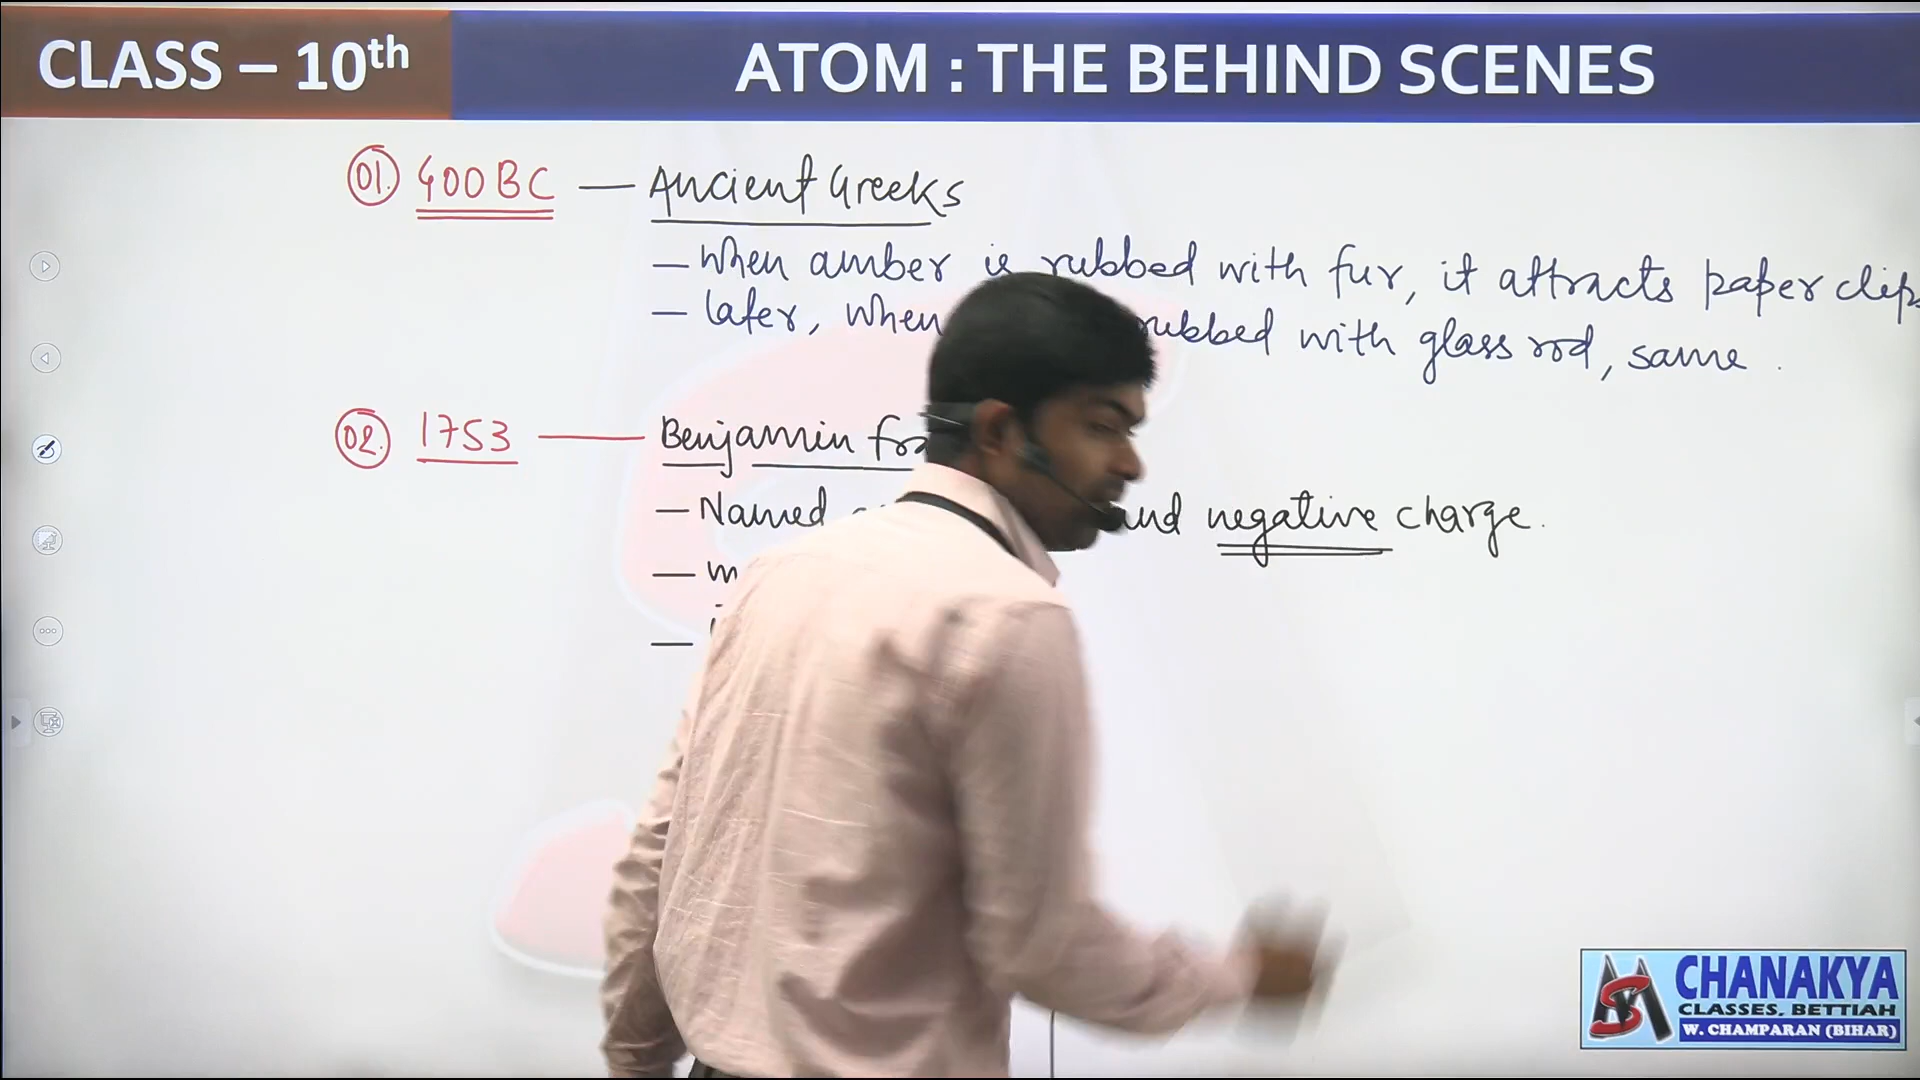 CLASS – 10th
ATOM : THE BEHIND SCENES
01. 400 BC — Ancient Greeks
— When amber is rubbed with fur, it attracts paper clips
— later, when rubbed with glass rod, same .
02. 1753 — Benjamin
— Named and negative charge.
—
—
CHANAKYA
CLASSES, BETTIAH
W. CHAMPARAN (BIHAR)